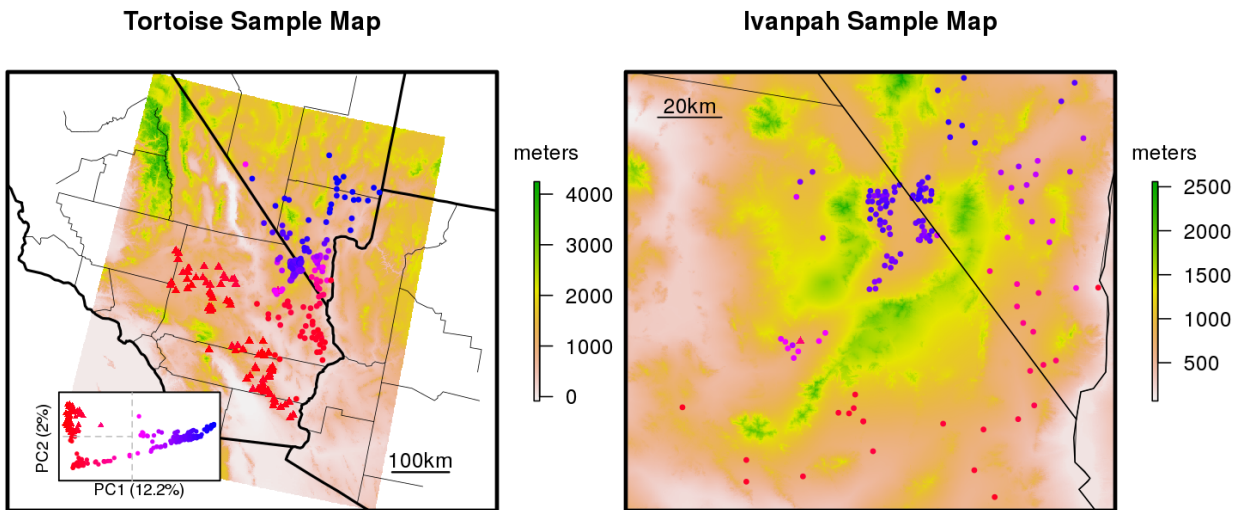 Tortoise Sample Map
Ivanpah Sample Map
meters
4000
3000
2000
1000
0
100km
PC2 (2%)
PC1 (12.2%)
20km
meters
2500
2000
1500
1000
500